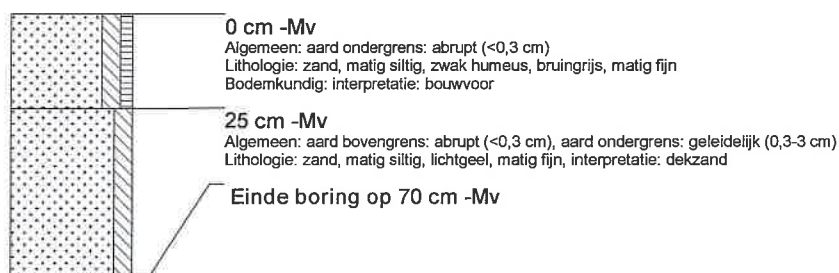 0 cm -Mv
Algemeen: aard ondergrens: abrupt (<0,3 cm)
Lithologie: zand, matig siltig, zwak humeus, bruingrijs, matig fijn
Bodemkundig: interpretatie: bouwvoor
25 cm -Mv
Algemeen: aard bovengrens: abrupt (<0,3 cm), aard ondergrens: geleidelijk (0,3-3 cm)
Lithologie: zand, matig siltig, lichtgeel, matig fijn, interpretatie: dekzand
Einde boring op 70 cm -Mv